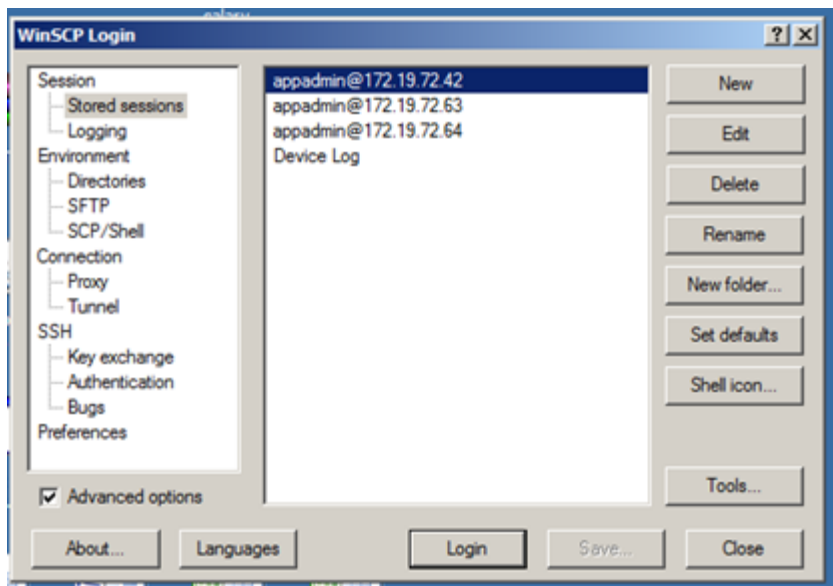 salary
WinSCP Login
Session
Stored sessions
Logging
Environment
Directories
SFTP
SCP/Shell
Connection
Proxy
Tunnel
SSH
Key exchange
Authentication
Bugs
Preferences
Advanced options
appadmin@172.19.72.42
appadmin@172.19.72.63
appadmin@172.19.72.64
Device Log
New
Edit
Delete
Rename
New folder...
Set defaults
Shell icon...
Tools...
About...
Languages
Login
Save...
Close